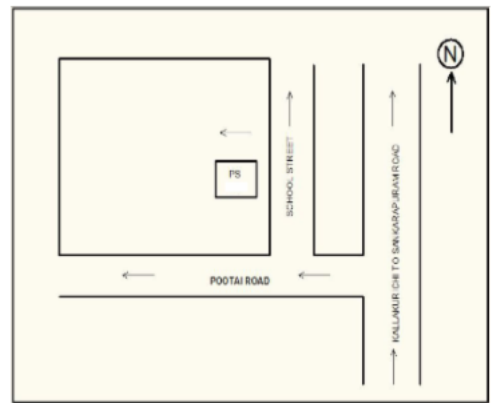 N
PS
SCHOOL STREET
KALLAKURICHI TO SANKARAPURAM ROAD
POOTAI ROAD